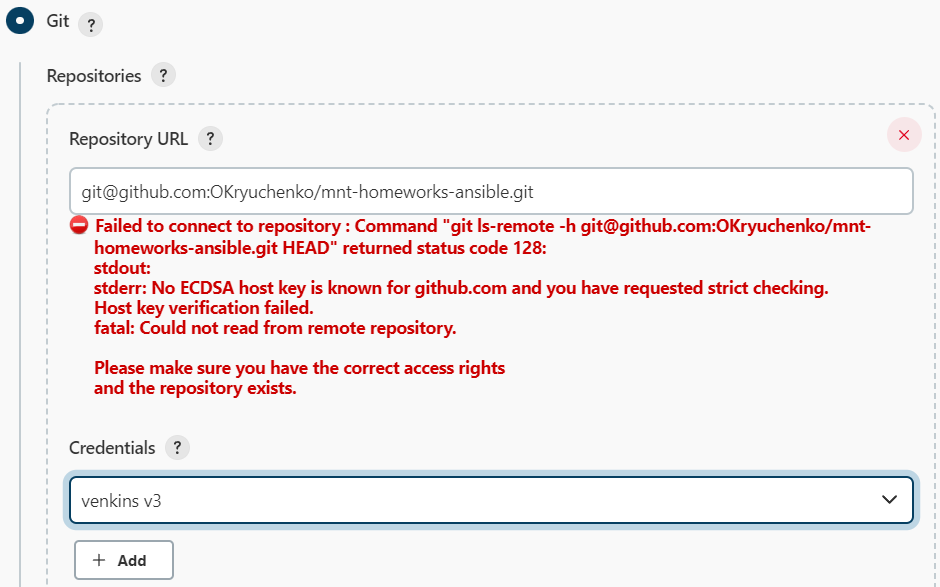 Git ?
Repositories ?
Repository URL ?
git@github.com:OKryuchenko/mnt-homeworks-ansible.git
Failed to connect to repository : Command "git ls-remote -h git@github.com:OKryuchenko/mnt-
homeworks-ansible.git HEAD" returned status code 128:
stdout:
stderr: No ECDSA host key is known for github.com and you have requested strict checking.
Host key verification failed.
fatal: Could not read from remote repository.
Please make sure you have the correct access rights
and the repository exists.
Credentials ?
venkins v3
+ Add